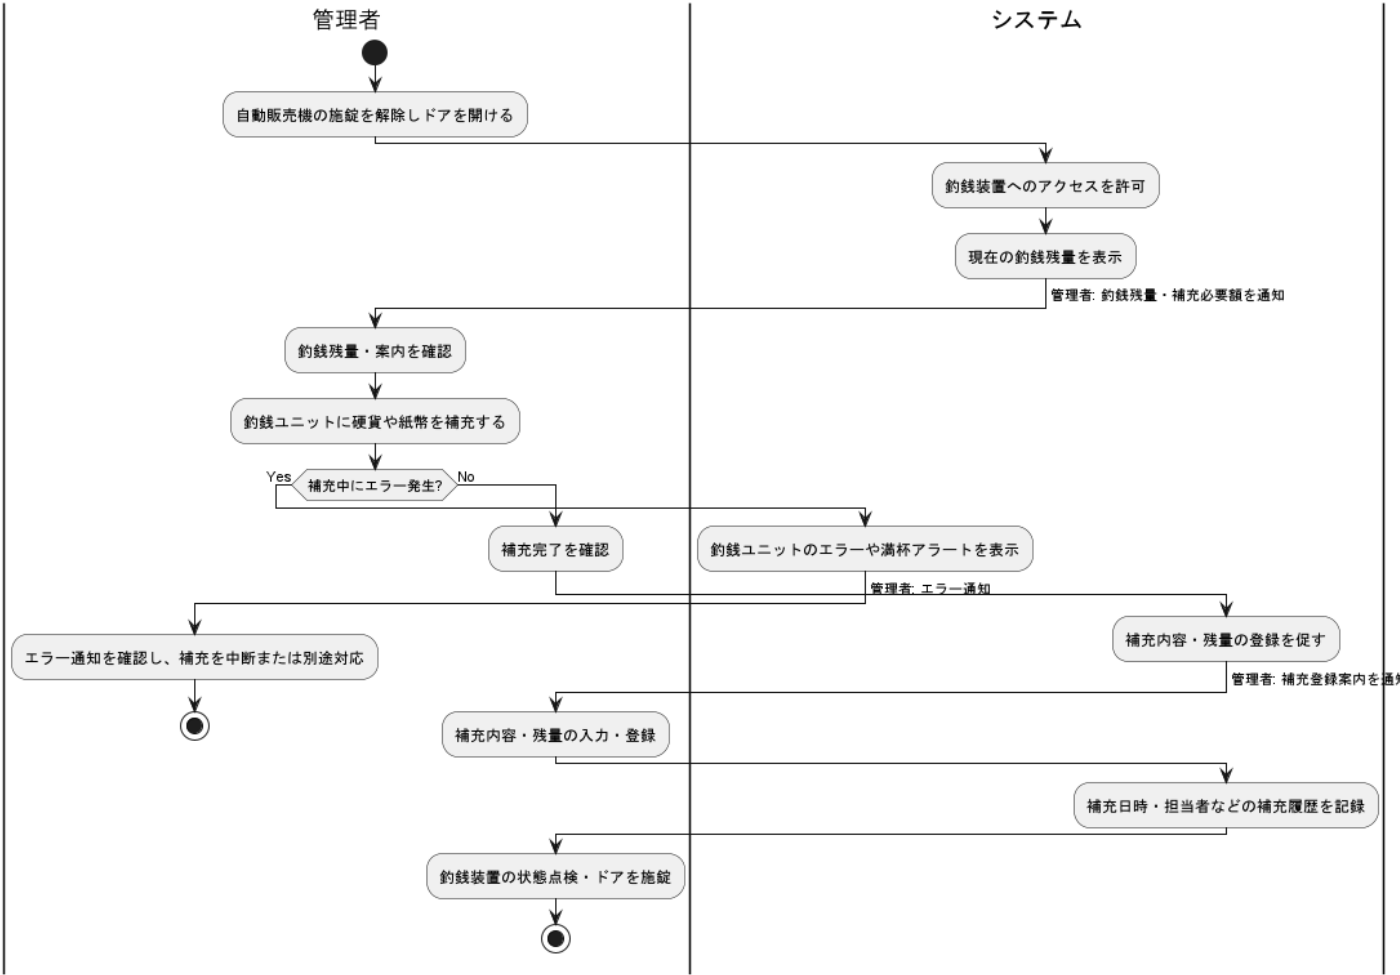 管理者
システム
自動販売機の施錠を解除しドアを開ける
釣銭装置へのアクセスを許可
現在の釣銭残量を表示
管理者: 釣銭残量・補充必要額を通知
釣銭残量・案内を確認
釣銭ユニットに硬貨や紙幣を補充する
Yes
補充中にエラー発生?
No
補充完了を確認
釣銭ユニットのエラーや満杯アラートを表示
管理者: エラー通知
補充内容・残量の登録を促す
エラー通知を確認し、補充を中断または別途対応
管理者: 補充登録案内を通知
補充内容・残量の入力・登録
補充日時・担当者などの補充履歴を記録
釣銭装置の状態点検・ドアを施錠